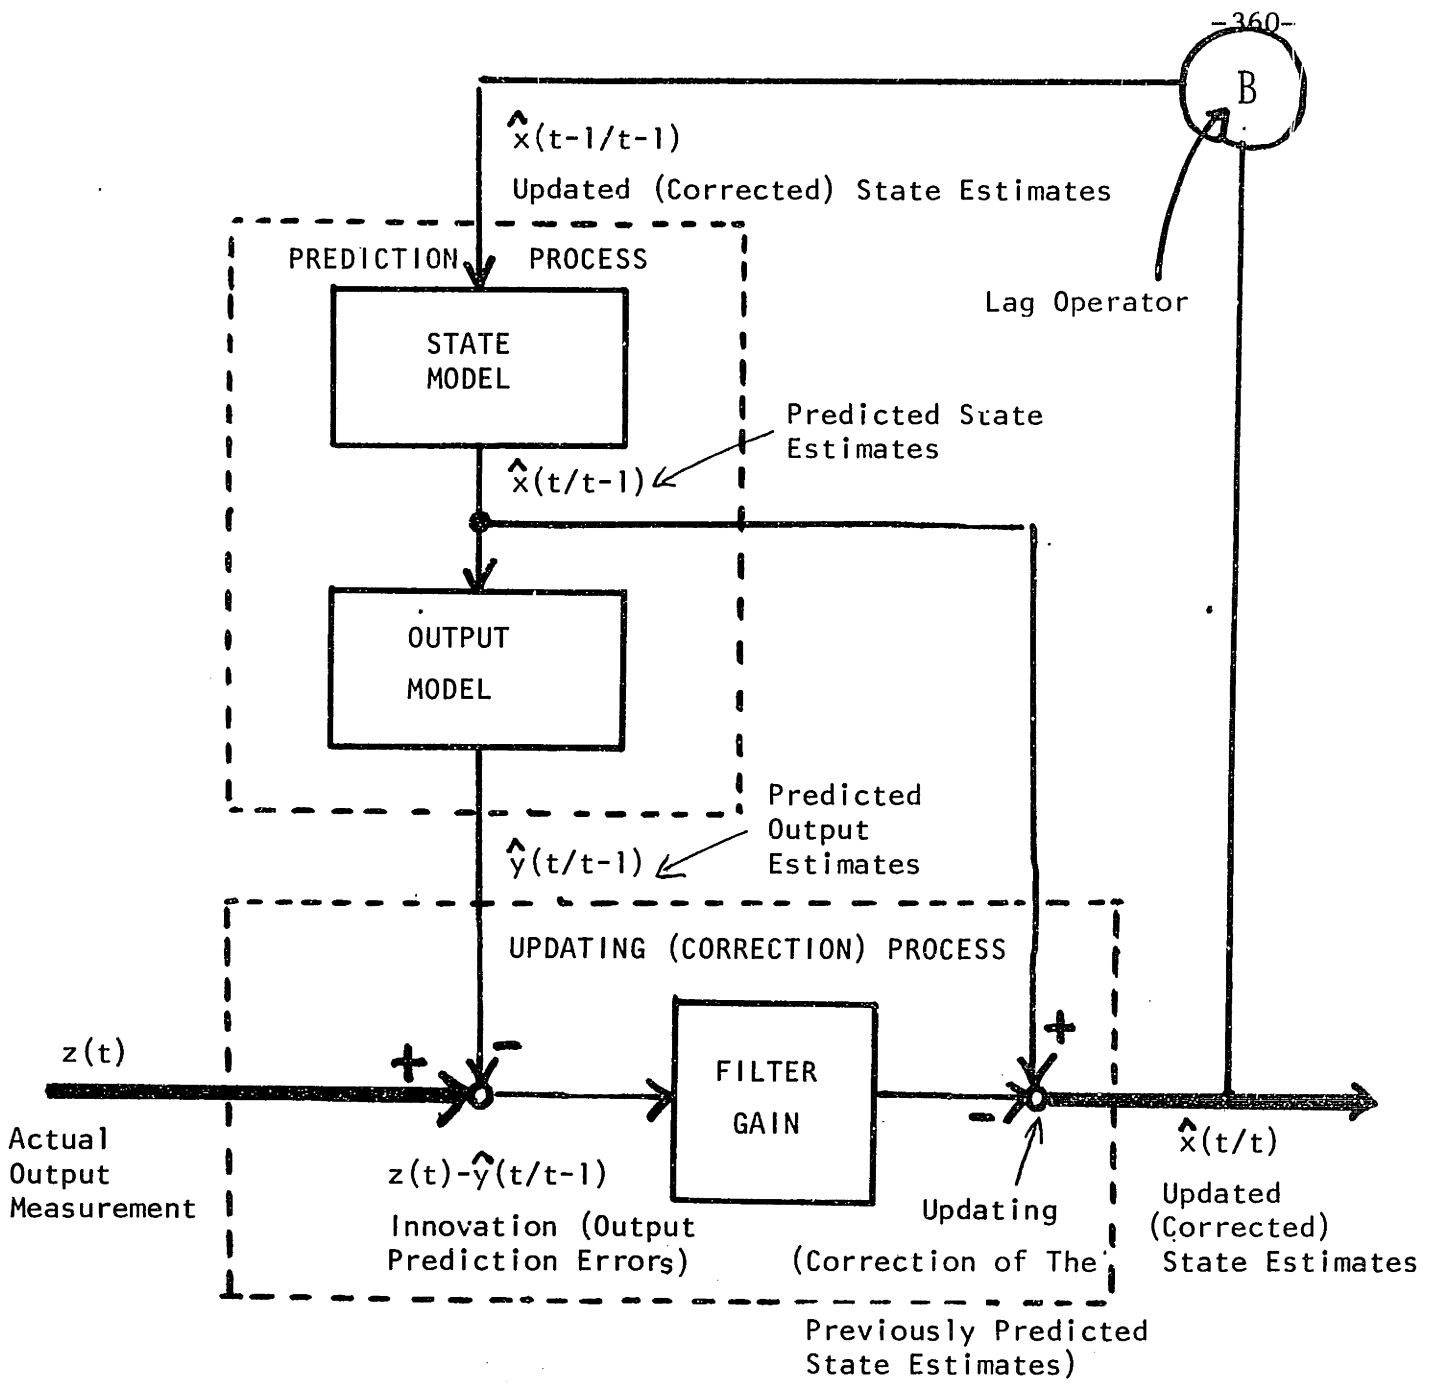 -360-
B
x̂(t-1/t-1)
Updated (Corrected) State Estimates
PREDICTION PROCESS
Lag Operator
STATE
MODEL
Predicted State
Estimates
x̂(t/t-1)
OUTPUT
MODEL
Predicted
Output
Estimates
ŷ(t/t-1)
UPDATING (CORRECTION) PROCESS
z(t)
+
-
+
FILTER
GAIN
-
Actual
Output
Measurement
z(t)-ŷ(t/t-1)
Innovation (Output
Prediction Errors)
Updating
(Correction of The
Previously Predicted
State Estimates)
x̂(t/t)
Updated
(Corrected)
State Estimates